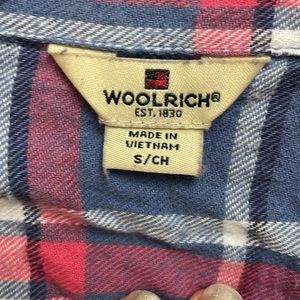 WOOLRICH®
EST. 1830
MADE IN
VIETNAM
S/CH